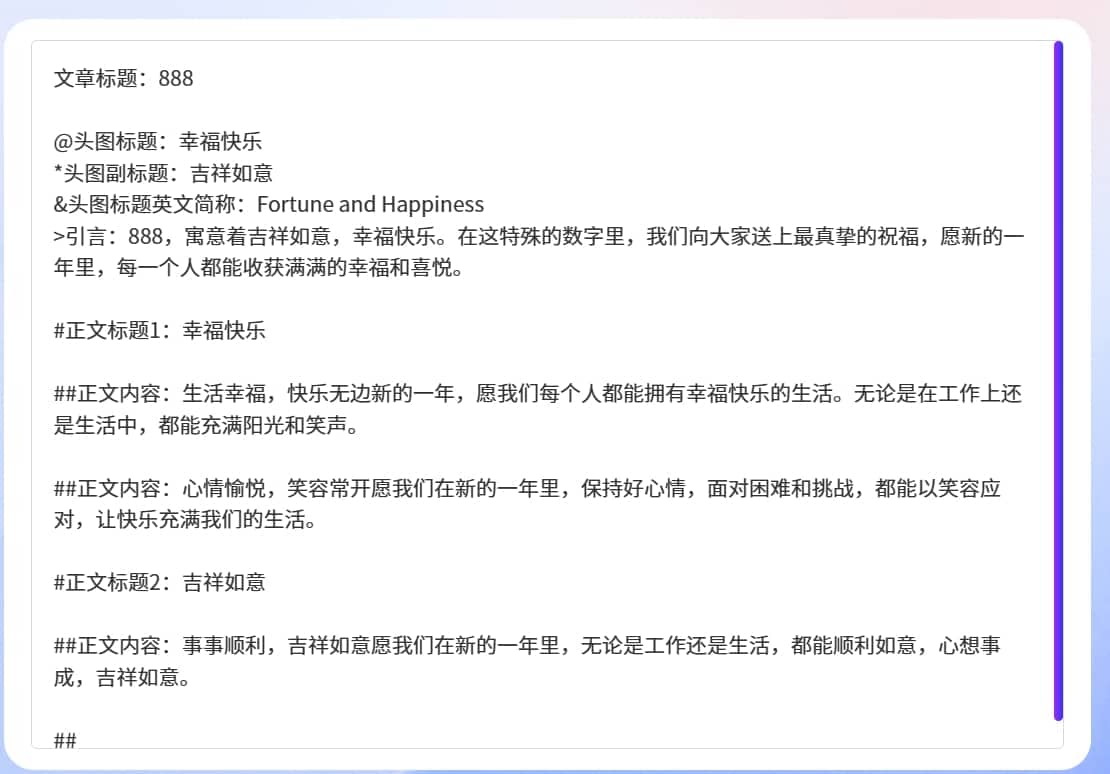 文章标题：888
@头图标题：幸福快乐
*头图副标题：吉祥如意
&头图标题英文简称：Fortune and Happiness
>引言：888，寓意着吉祥如意，幸福快乐。在这特殊的数字里，我们向大家送上最真挚的祝福，愿新的一
年里，每一个人都能收获满满的幸福和喜悦。
#正文标题1：幸福快乐
##正文内容：生活幸福，快乐无边新的一年，愿我们每个人都能拥有幸福快乐的生活。无论是在工作上还
是生活中，都能充满阳光和笑声。
##正文内容：心情愉悦，笑容常开愿我们在新的一年里，保持好心情，面对困难和挑战，都能以笑容应
对，让快乐充满我们的生活。
#正文标题2：吉祥如意
##正文内容：事事顺利，吉祥如意愿我们在新的一年里，无论是工作还是生活，都能顺利如意，心想事
成，吉祥如意。
##